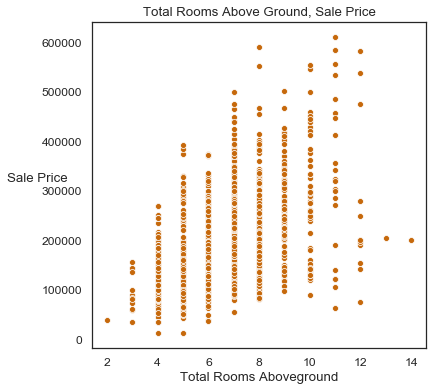 Total Rooms Above Ground, Sale Price
600000
500000
400000
Sale Price
300000
200000
100000
0
2 4 6 8 10 12 14
Total Rooms Aboveground